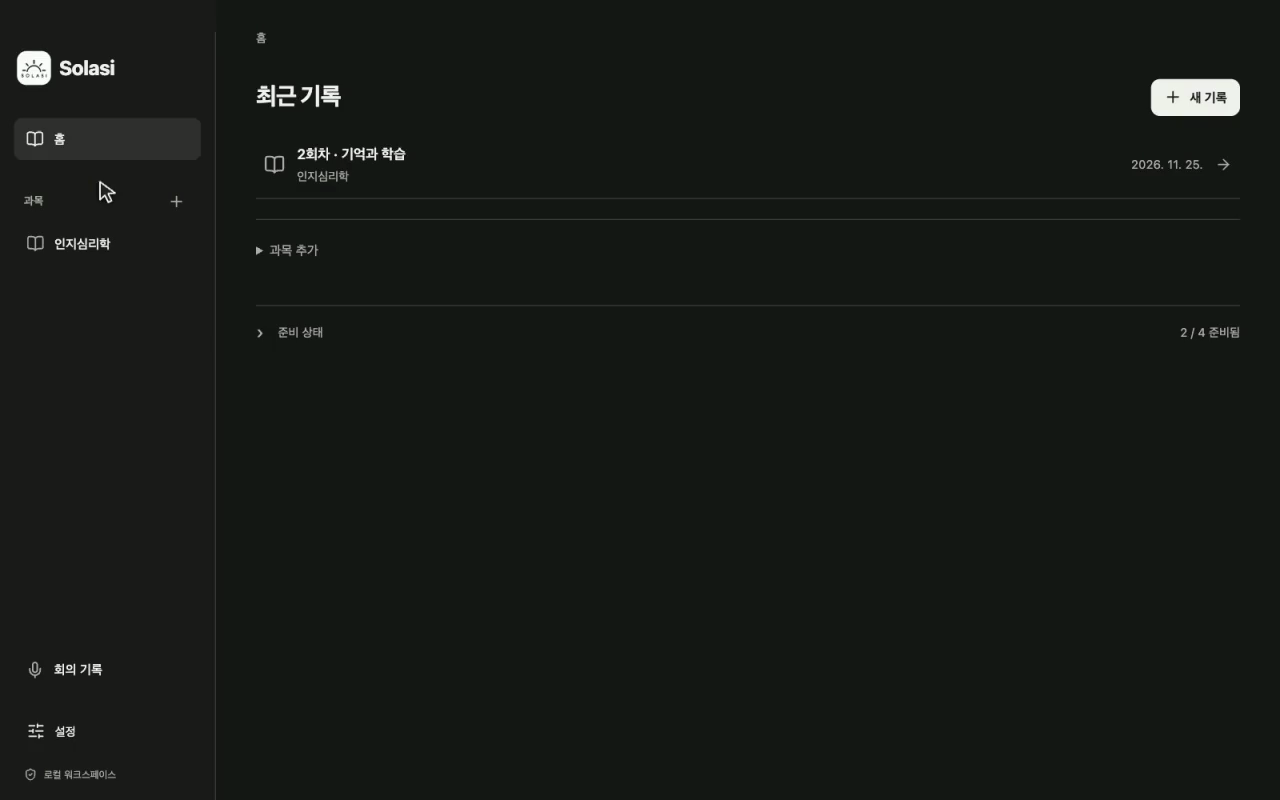 SOLASI
Solasi
홈
과목
인지심리학
회의 기록
설정
로컬 워크스페이스
홈
최근 기록
새 기록
2회차 · 기억과 학습
인지심리학
2026. 11. 25.
과목 추가
준비 상태
2 / 4 준비됨